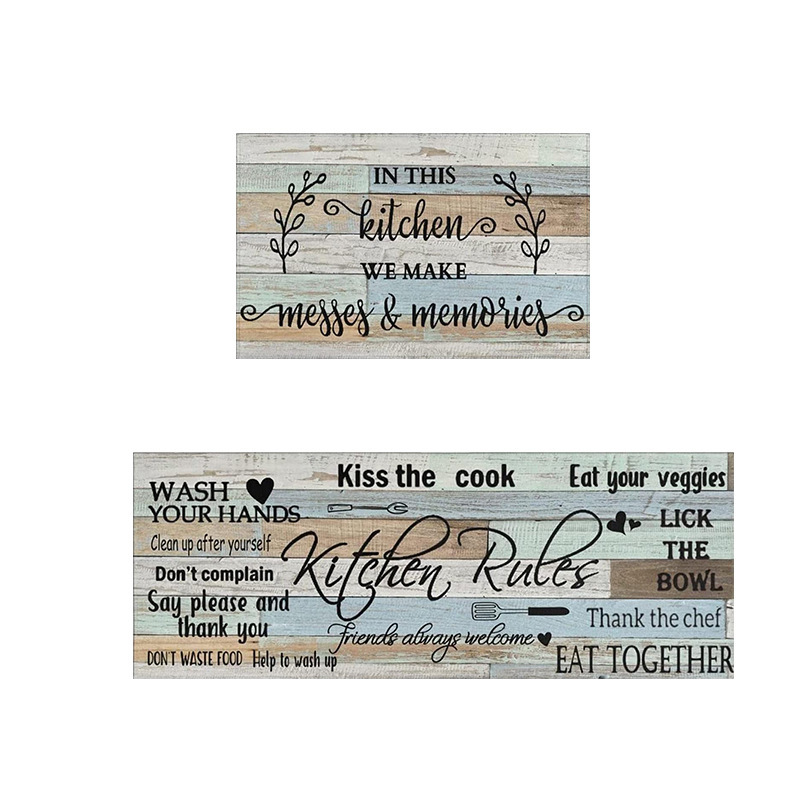 IN THIS
kitchen
WE MAKE
messes & memories
Kiss the cook
Eat your veggies
WASH
YOUR HANDS
Clean up after yourself
Don't complain
Say please and
thank you
DON'T WASTE FOOD Help to wash up
Kitchen Rules
friends always welcome
LICK
THE
BOWL
Thank the chef
EAT TOGETHER